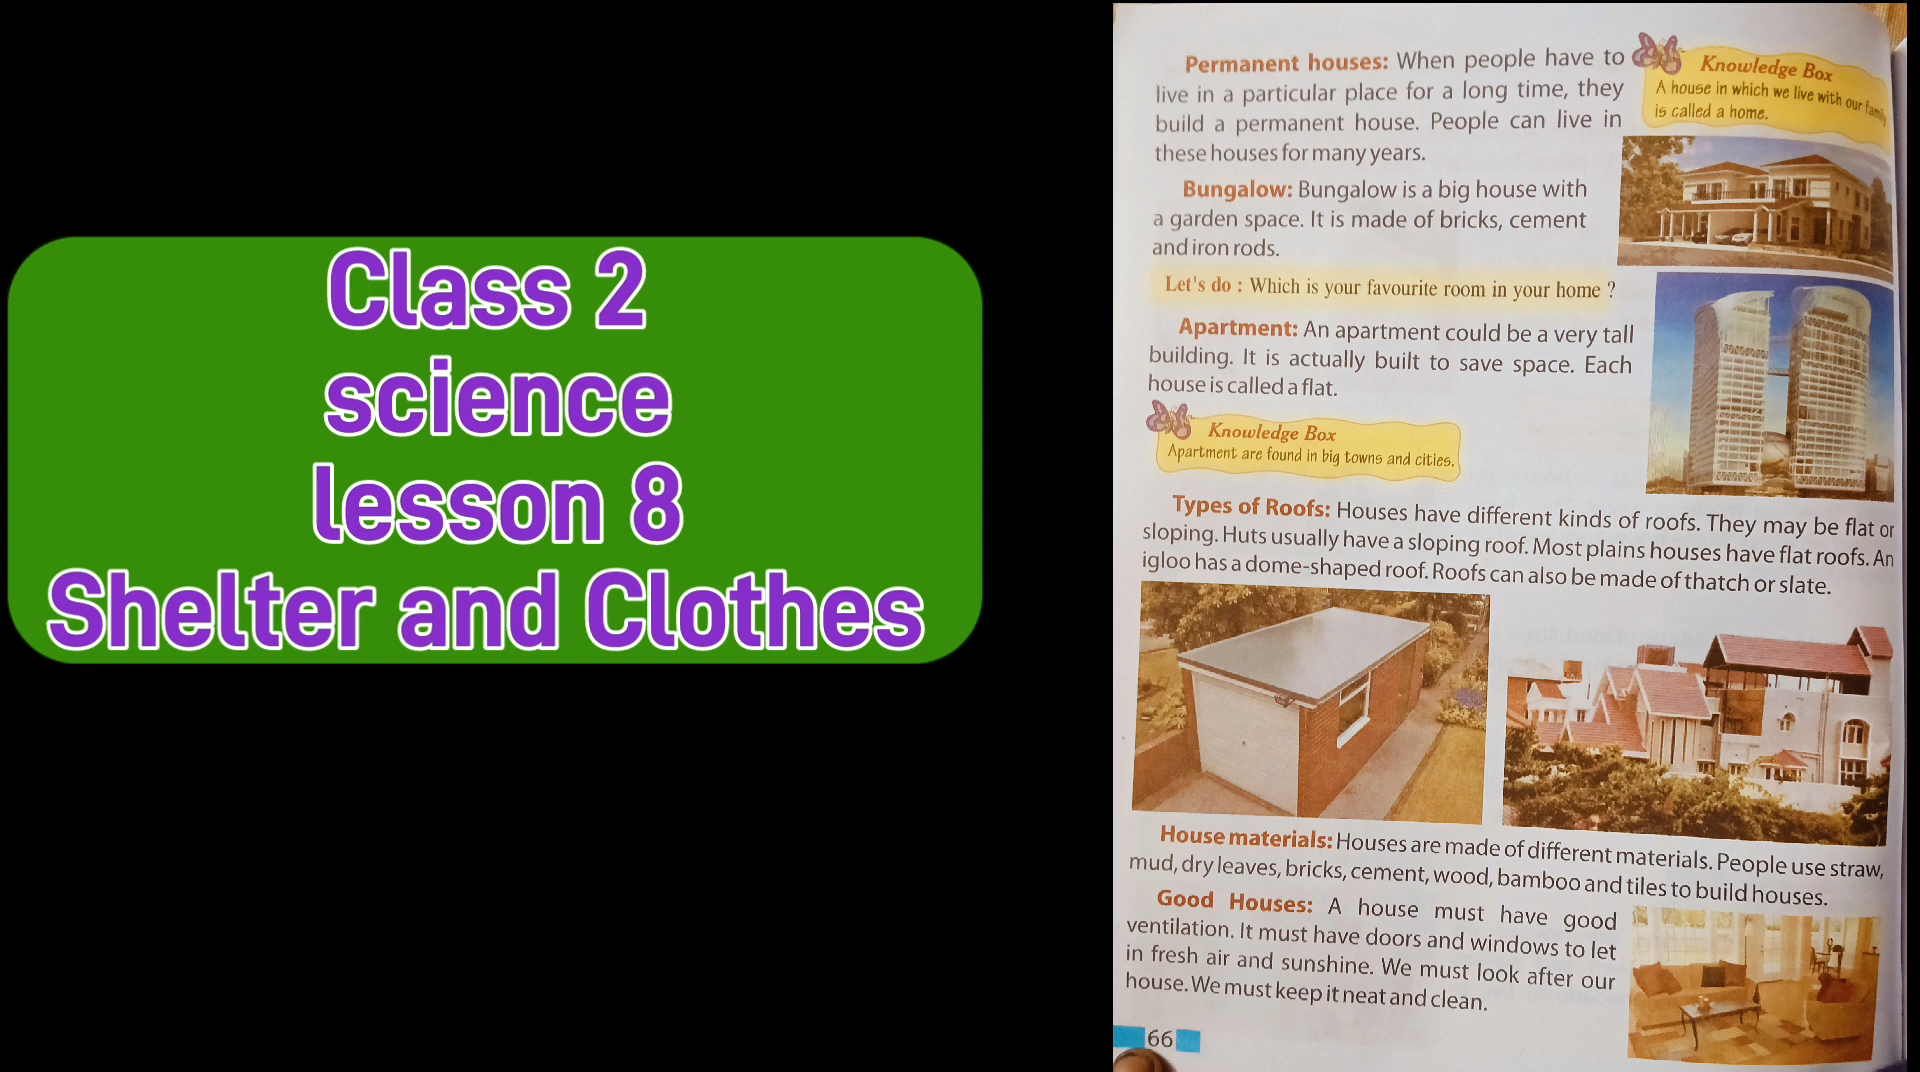 Class 2
science
lesson 8
Shelter and Clothes
Permanent houses: When people have to
live in a particular place for a long time, they
build a permanent house. People can live in
these houses for many years.
Knowledge Box
A house in which we live with our family
is called a home.
Bungalow: Bungalow is a big house with
a garden space. It is made of bricks, cement
and iron rods.
Let's do : Which is your favourite room in your home ?
Apartment: An apartment could be a very tall
building. It is actually built to save space. Each
house is called a flat.
Knowledge Box
Apartment are found in big towns and cities.
Types of Roofs: Houses have different kinds of roofs. They may be flat or
sloping. Huts usually have a sloping roof. Most plains houses have flat roofs. An
igloo has a dome-shaped roof. Roofs can also be made of thatch or slate.
House materials: Houses are made of different materials. People use straw,
mud, dry leaves, bricks, cement, wood, bamboo and tiles to build houses.
Good Houses: A house must have good
ventilation. It must have doors and windows to let
in fresh air and sunshine. We must look after our
house. We must keep it neat and clean.
66